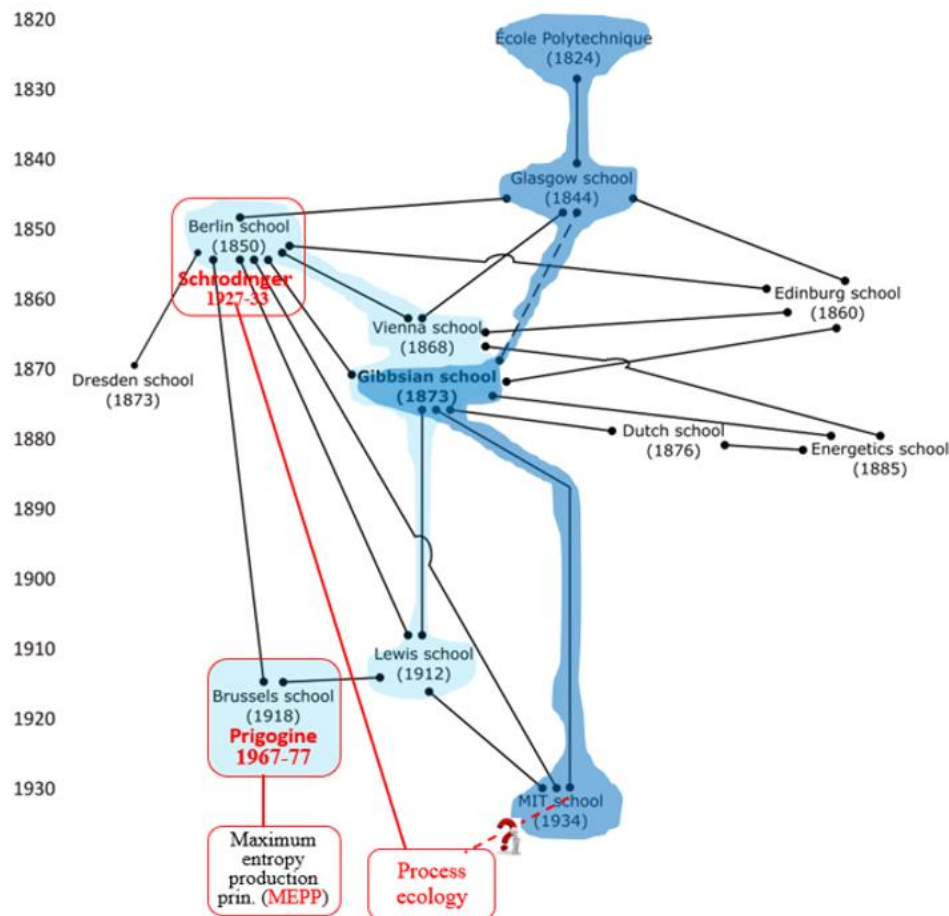 1820
1830
1840
1850
1860
1870
1880
1890
1900
1910
1920
1930
École Polytechnique
(1824)
Glasgow school
(1844)
Berlin school
(1850)
Schrodinger
1927-33
Edinburg school
(1860)
Vienna school
(1868)
Dresden school
(1873)
Gibbsian school
(1873)
Dutch school
(1876)
Energetics school
(1885)
Lewis school
(1912)
Brussels school
(1918)
Prigogine
1967-77
MIT school
(1934)
?
Maximum
entropy
production
prin. (MEPP)
Process
ecology